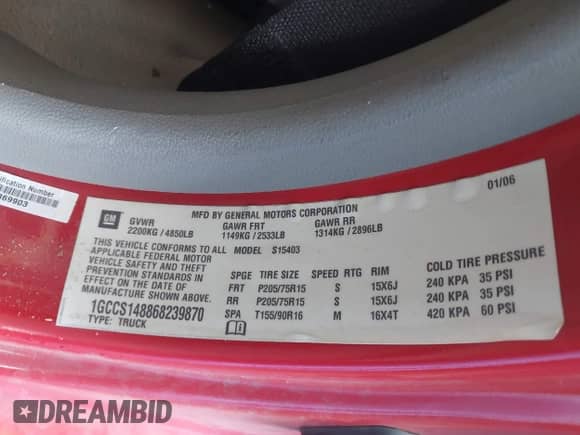 ification Number
369903
01/06
GM
MFD BY GENERAL MOTORS CORPORATION
GVWR GAWR FRT GAWR RR
2200KG / 4850LB 1149KG / 2533LB 1314KG / 2896LB
THIS VEHICLE CONFORMS TO ALL MODEL S15403
APPLICABLE FEDERAL MOTOR
VEHICLE SAFETY AND THEFT
PREVENTION STANDARDS IN
EFFECT ON THE DATE OF
MANUFACTURE SHOWN ABOVE.
SPGE TIRESIZE SPEED RTG RIM COLD TIRE PRESSURE
FRT P205/75R15 S 15X6J 240 KPA 35 PSI
RR P205/75R15 S 15X6J 240 KPA 35 PSI
SPA T155/90R16 M 16X4T 420 KPA 60 PSI
1GCCS148868239870
TYPE: TRUCK
DREAMBID